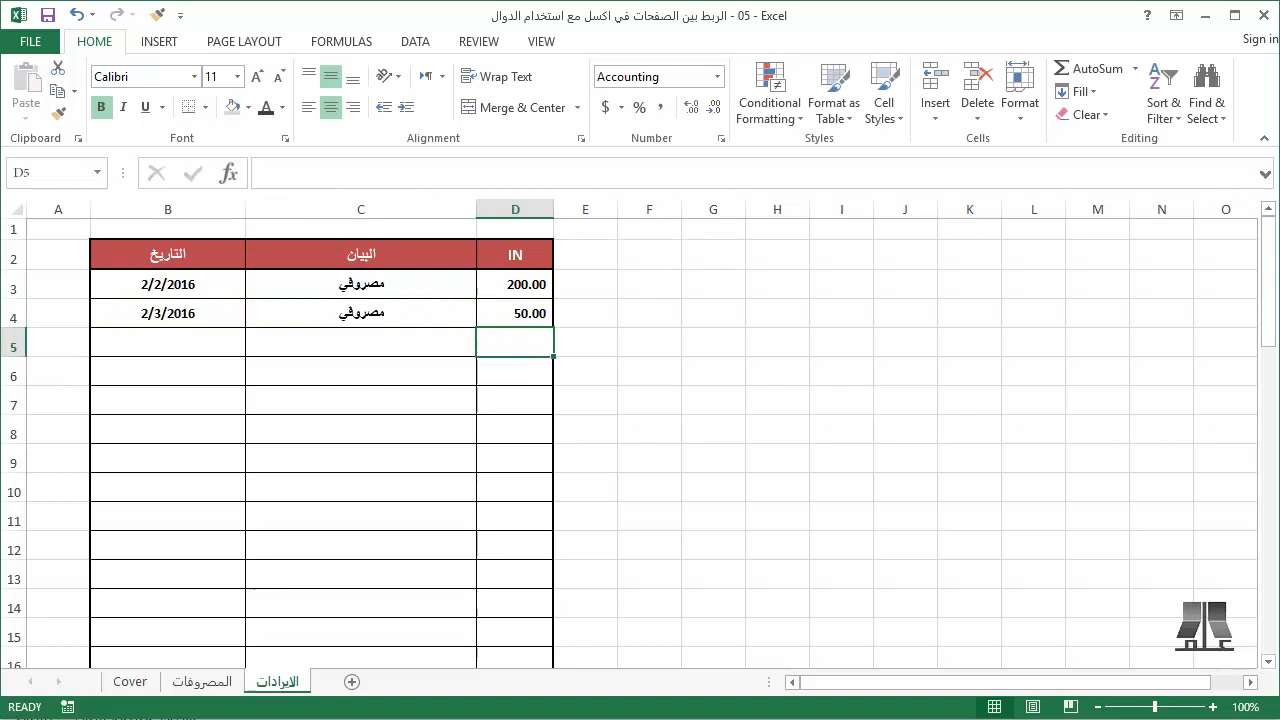 05 - الربط بين الصفحات في اكسل مع استخدام الدوال - Excel
Sign in
FILE HOME INSERT PAGE LAYOUT FORMULAS DATA REVIEW VIEW
Calibri 11 Wrap Text Accounting AutoSum
Paste Conditional Format as Cell Insert Delete Fill Sort & Find &
B I U Merge & Center $ % Formatting Table Styles Clear Filter Select
Clipboard Font Alignment Number Styles Cells Editing
D5 fx
A B C D E F G H I J K L M N O
1
2 التاريخ البيان IN
3 2/2/2016 مصروفي 200.00
4 2/3/2016 مصروفي 50.00
5
6
7
8
9
10
11
12
13
14
15
16
علم
Cover المصروفات الايرادات
READY 100%